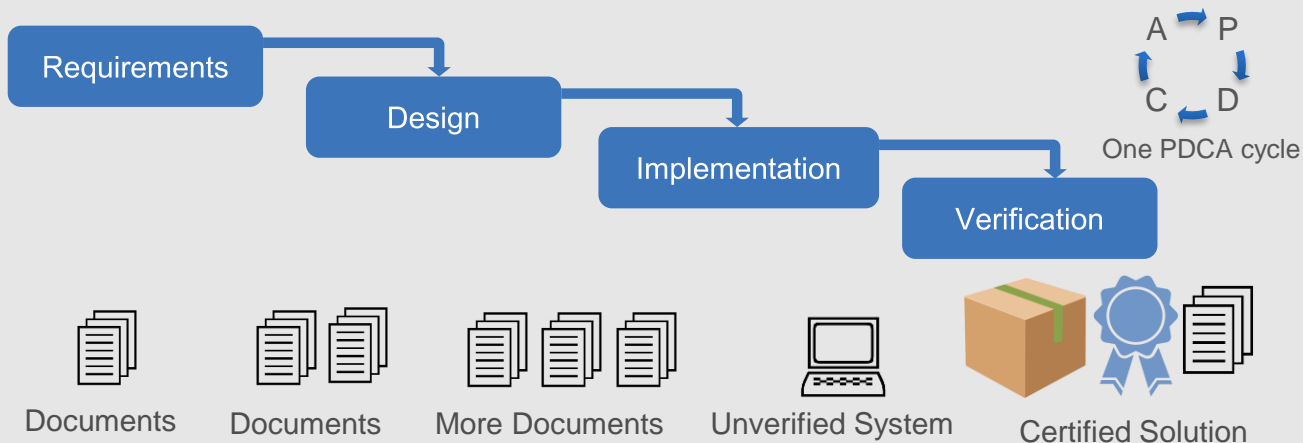 Requirements
Design
Implementation
Verification
A P
C D
One PDCA cycle
Documents
Documents
More Documents
Unverified System
Certified Solution